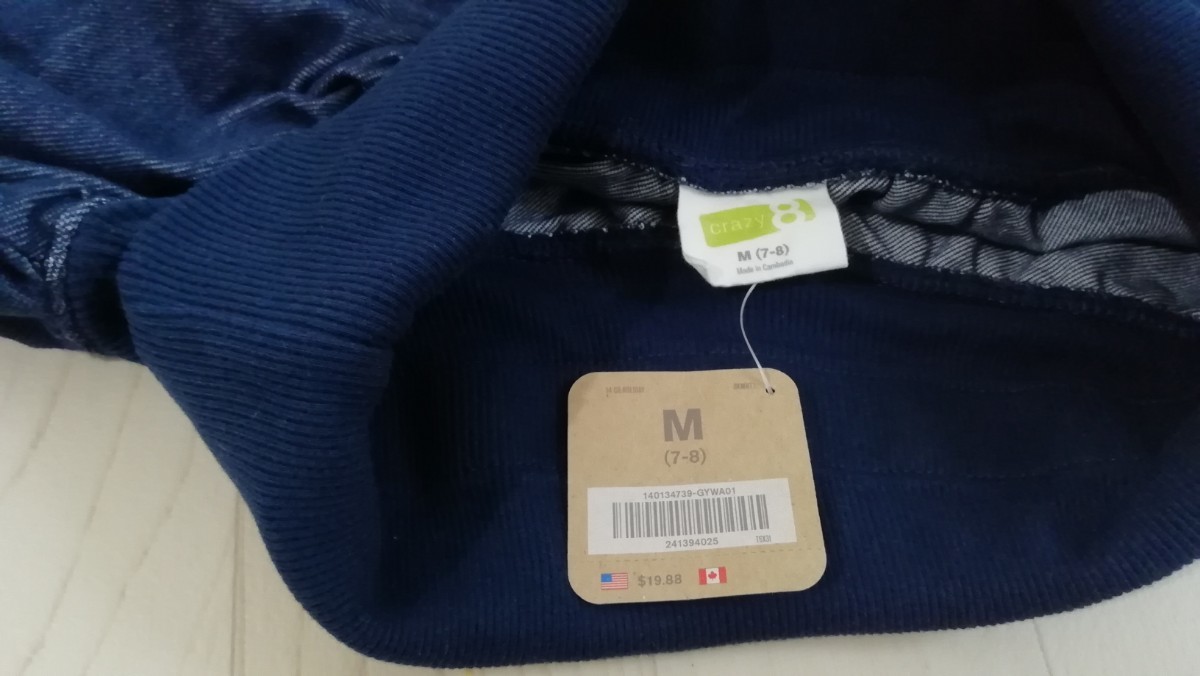 crazy 8
M (7-8)
Made in Cambodia
M
(7-8)
140134739-GYWA01
241394025
$19.88